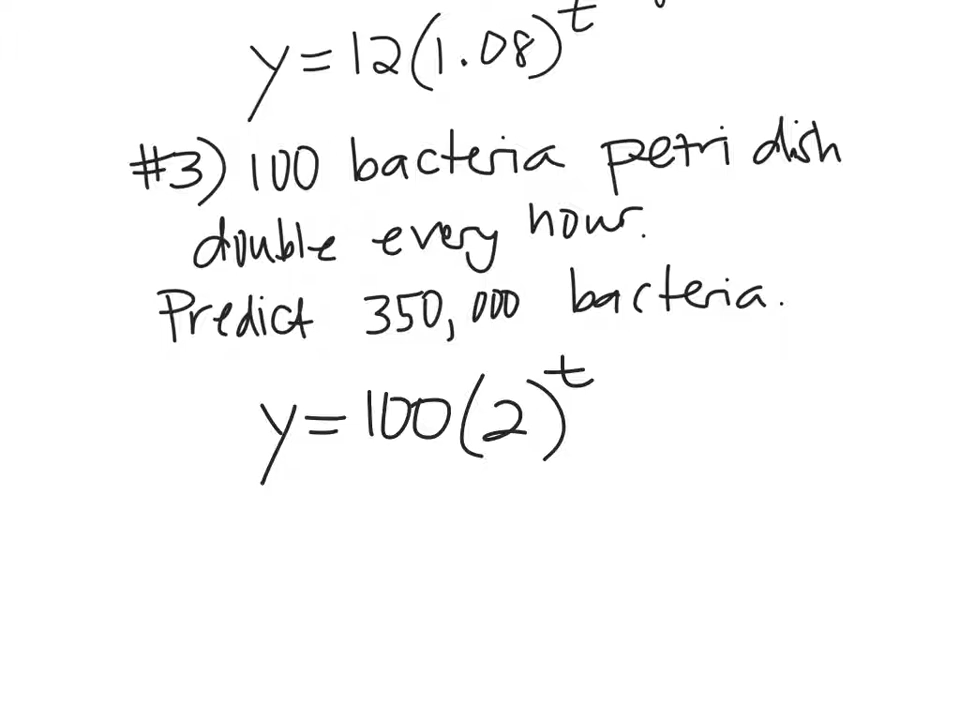 y = 12(1.08)^t
#3) 100 bacteria petri dish
double every hour.
Predict 350,000 bacteria.
y = 100(2)^t